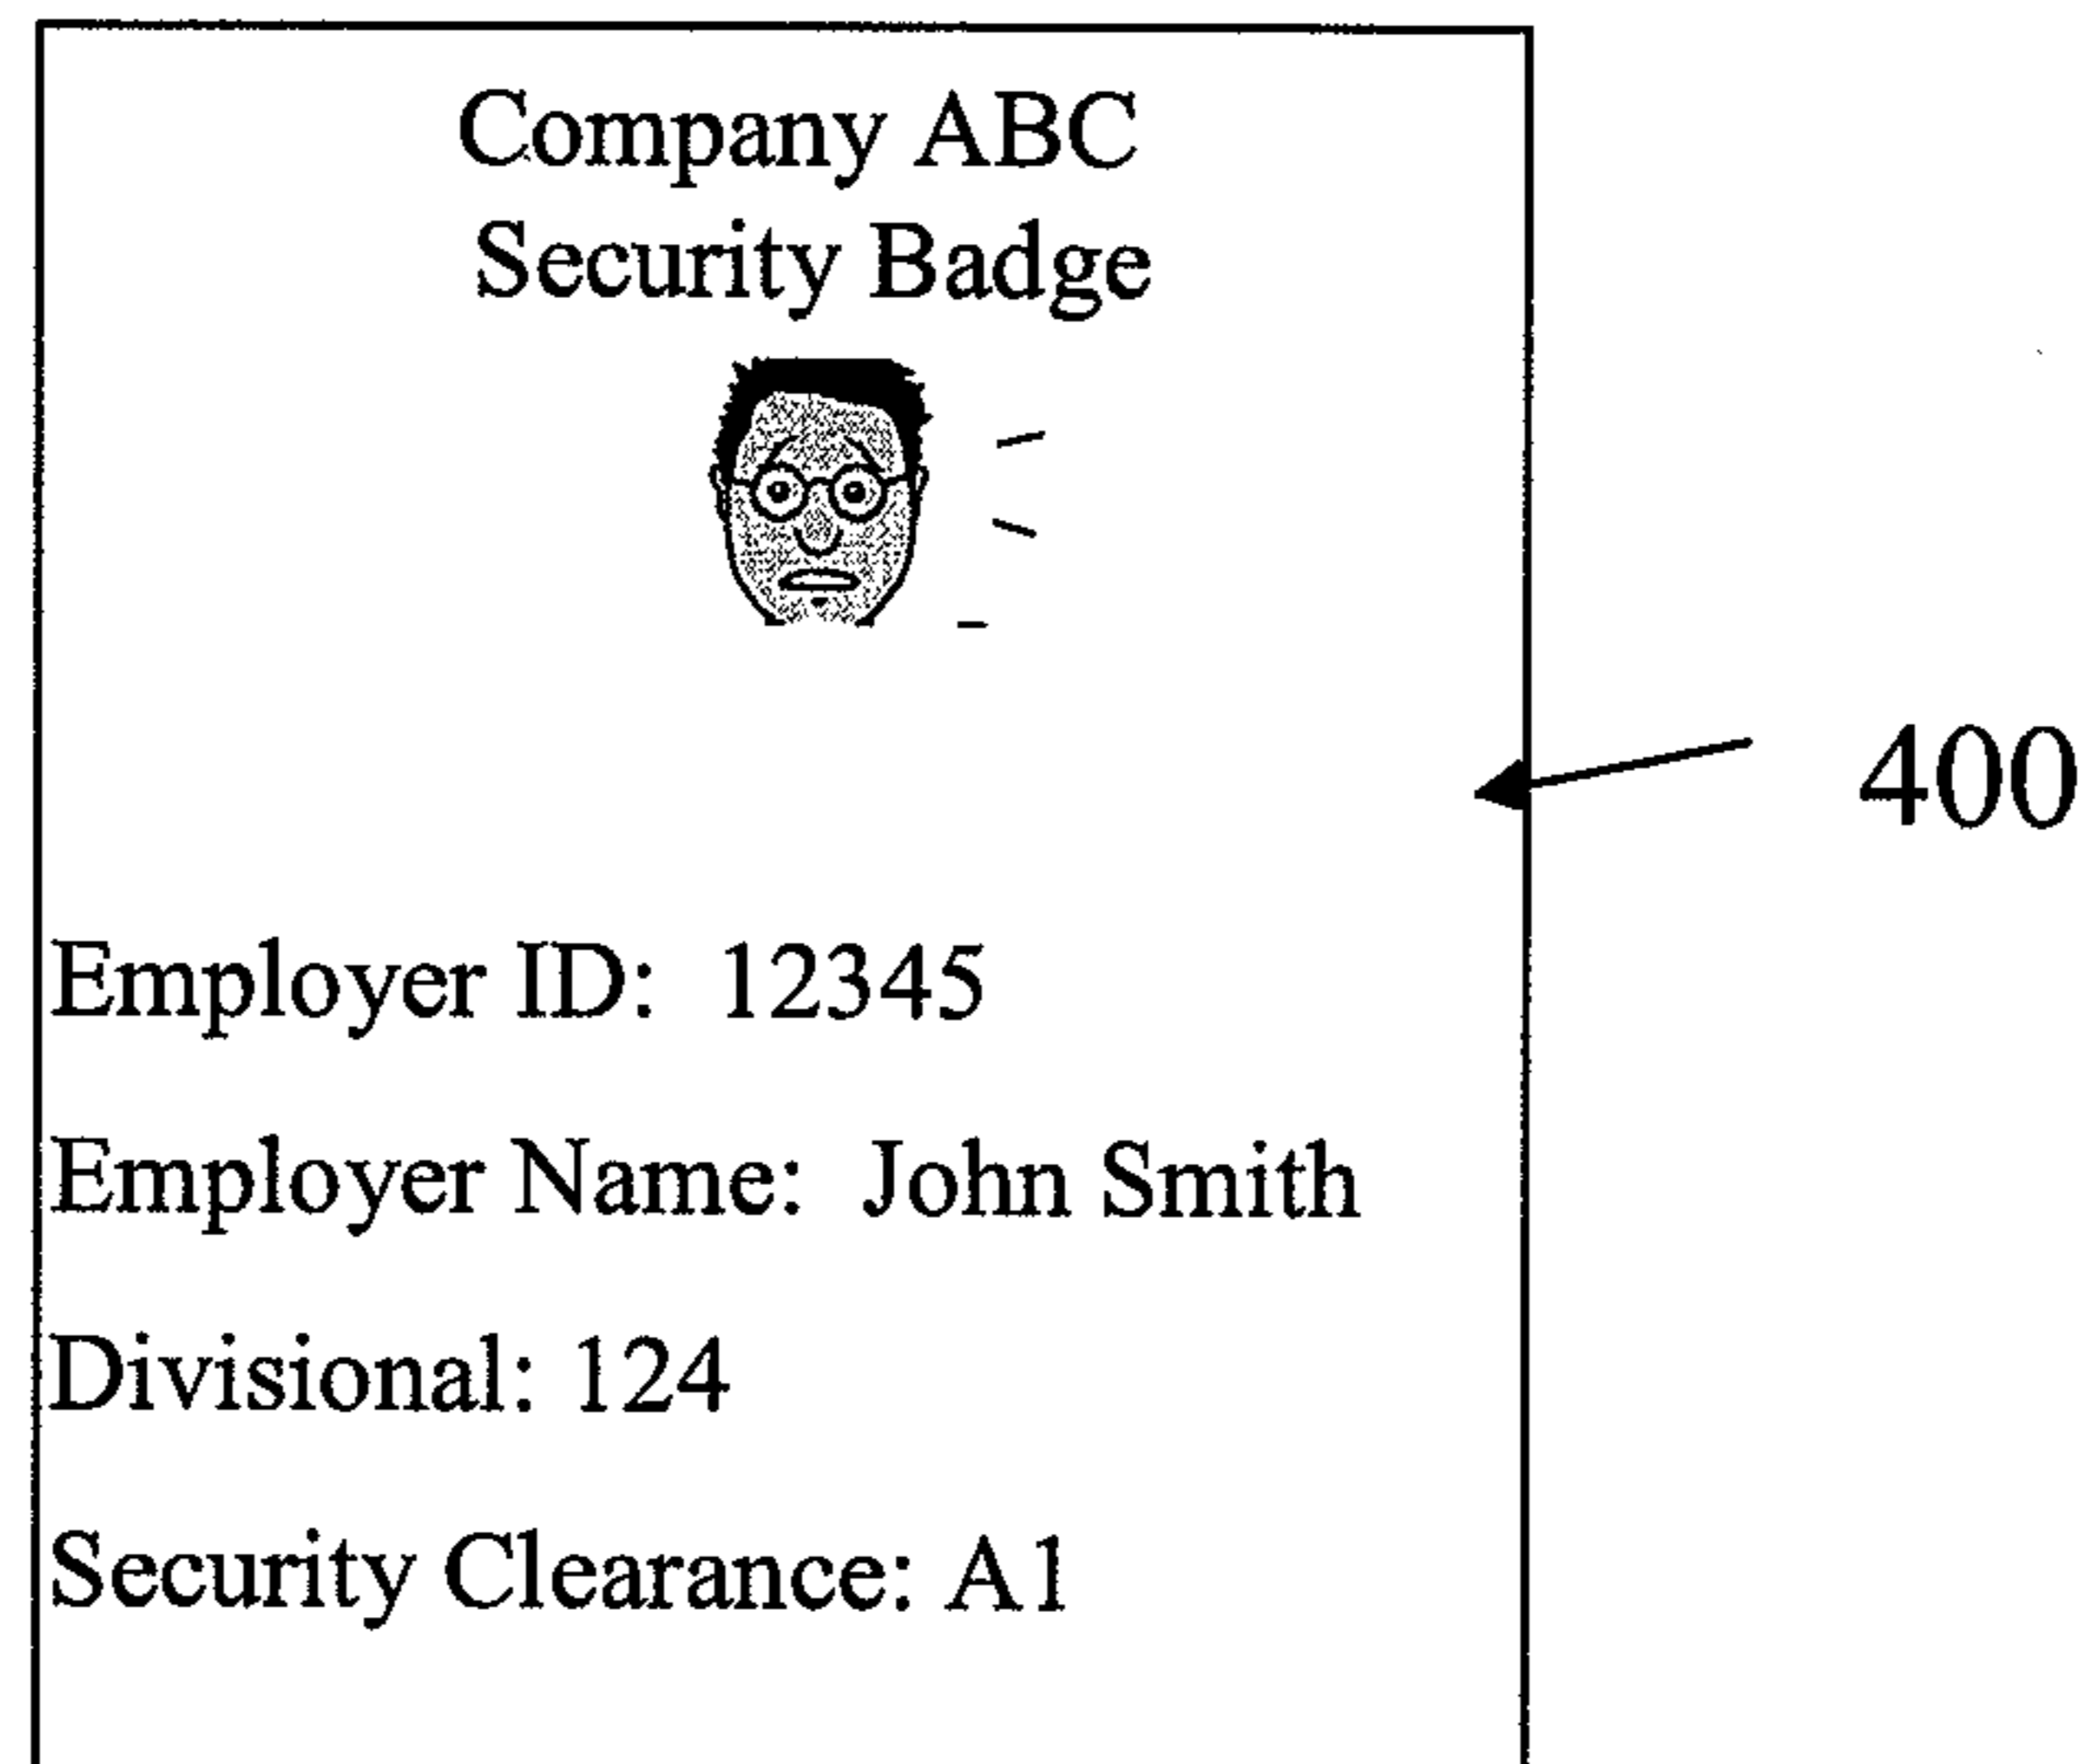 Company ABC
Security Badge
400
Employer ID: 12345
Employer Name: John Smith
Divisional: 124
Security Clearance: A1